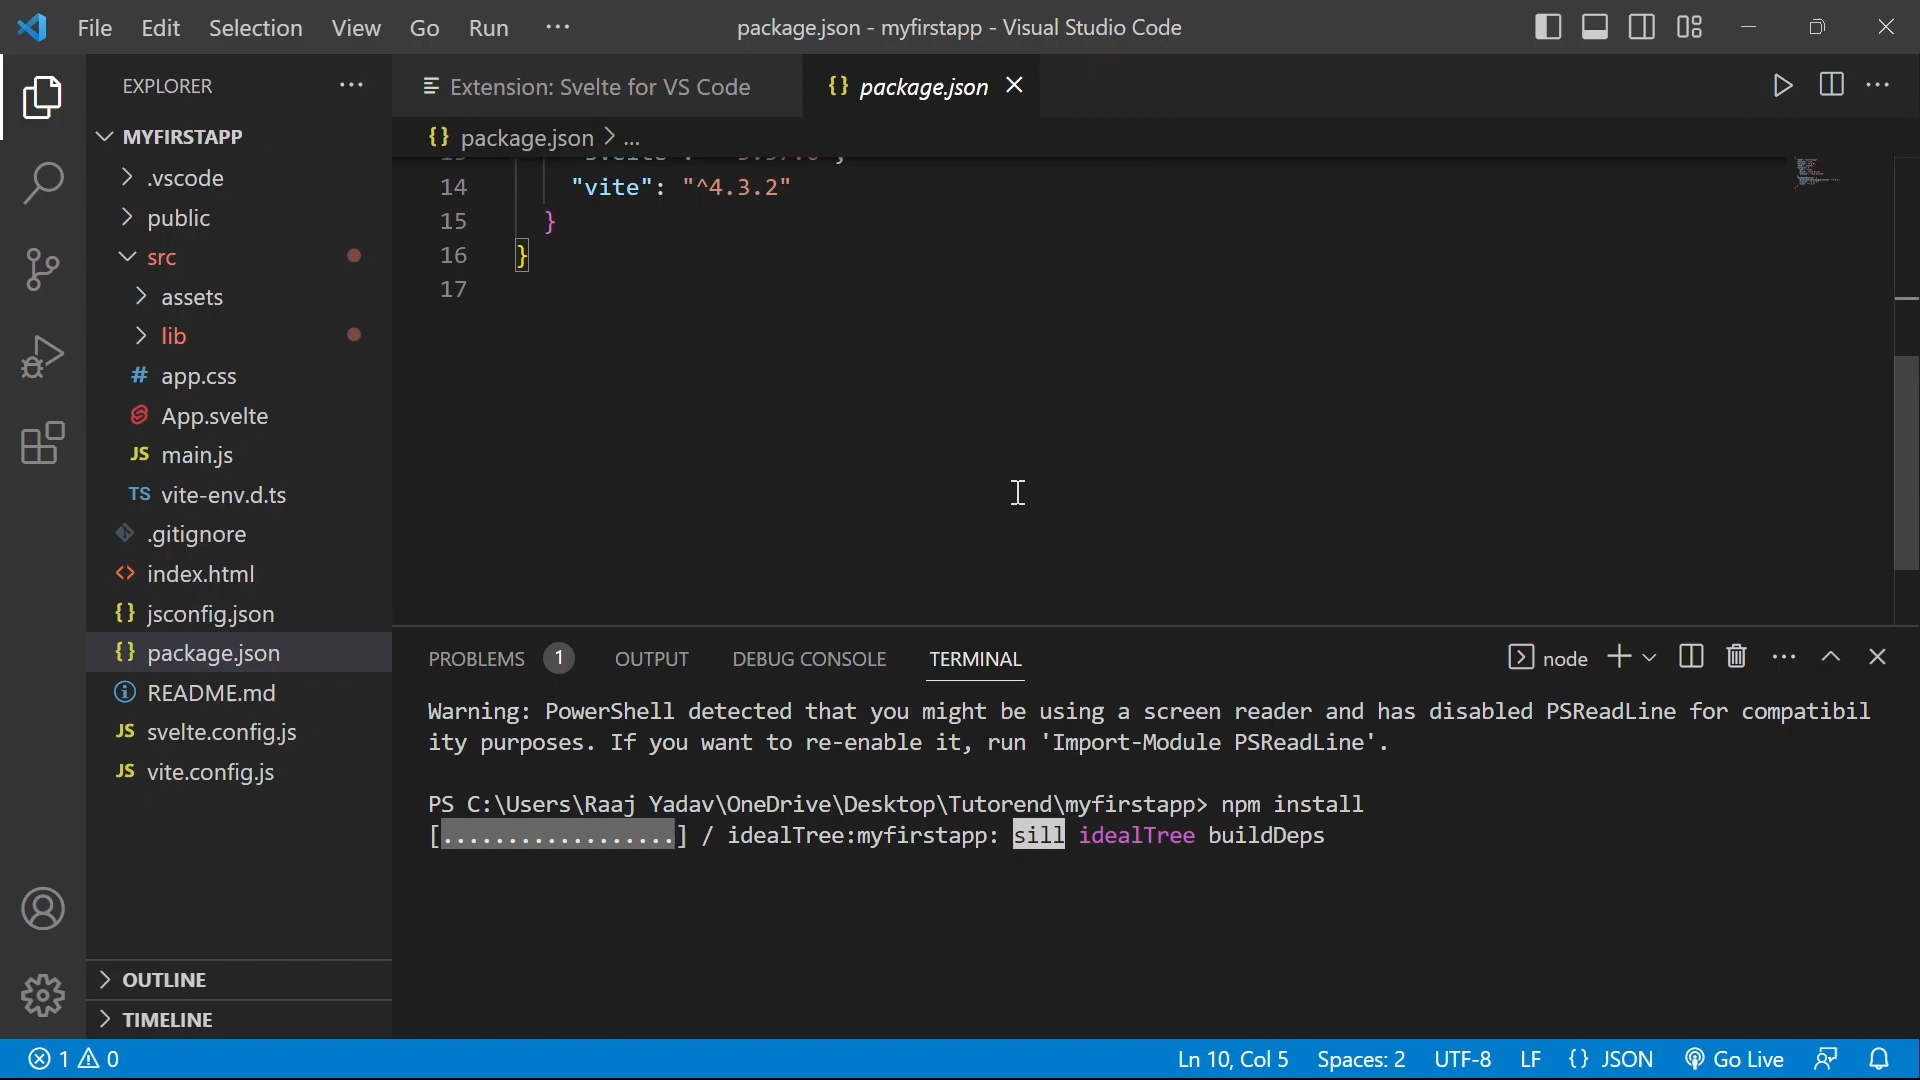 File Edit Selection View Go Run ···
package.json - myfirstapp - Visual Studio Code
EXPLORER ···
MYFIRSTAPP
.vscode
public
src
assets
lib
# app.css
App.svelte
JS main.js
TS vite-env.d.ts
.gitignore
<> index.html
{} jsconfig.json
{} package.json
README.md
JS svelte.config.js
JS vite.config.js
OUTLINE
TIMELINE
Extension: Svelte for VS Code
{} package.json
{} package.json > ...
14 "vite": "^4.3.2"
15 }
16 }
17
PROBLEMS 1 OUTPUT DEBUG CONSOLE TERMINAL
node
Warning: PowerShell detected that you might be using a screen reader and has disabled PSReadLine for compatibil
ity purposes. If you want to re-enable it, run 'Import-Module PSReadLine'.
PS C:\Users\Raaj Yadav\OneDrive\Desktop\Tutorend\myfirstapp> npm install
[..................] / idealTree:myfirstapp: sill idealTree buildDeps
1 0
Ln 10, Col 5 Spaces: 2 UTF-8 LF {} JSON Go Live